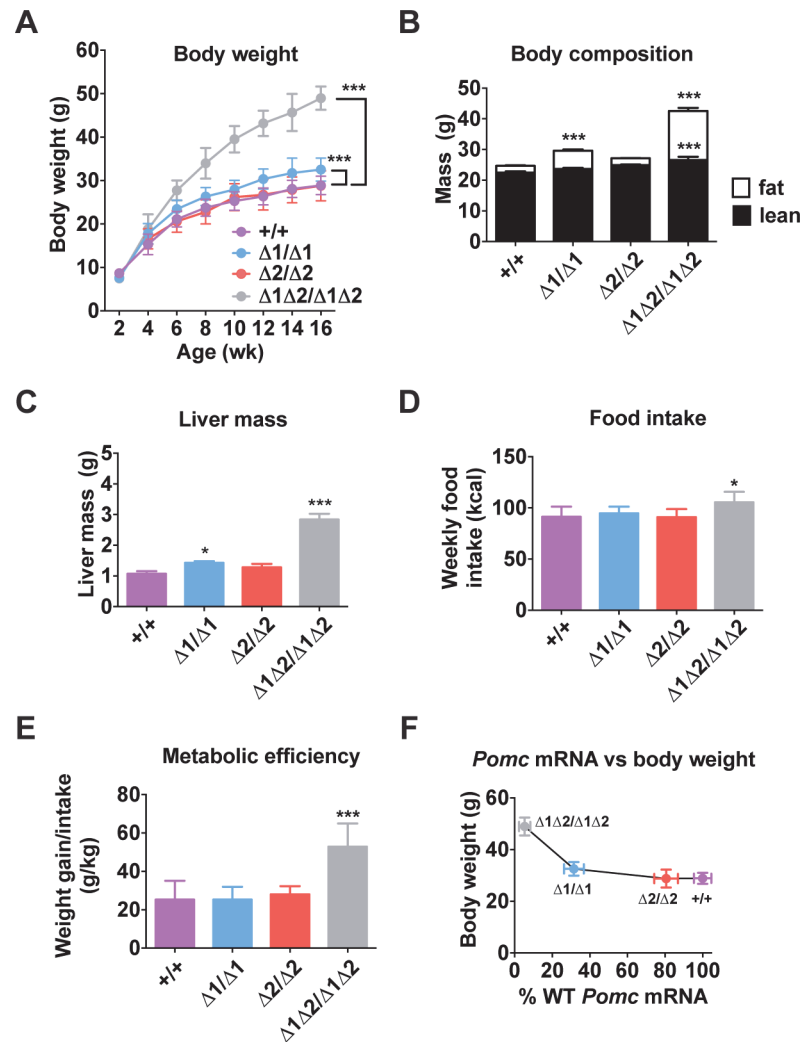 A
Body weight
Body weight (g)
60
50
40
30
20
10
0
2 4 6 8 10 12 14 16
Age (wk)
***
***
+/+
Δ1/Δ1
Δ2/Δ2
Δ1Δ2/Δ1Δ2
B
Body composition
Mass (g)
50
40
30
20
10
0
***
***
***
fat
lean
+/+
Δ1/Δ1
Δ2/Δ2
Δ1Δ2/Δ1Δ2
C
Liver mass
Liver mass (g)
5
4
3
2
1
0
*
***
+/+
Δ1/Δ1
Δ2/Δ2
Δ1Δ2/Δ1Δ2
D
Food intake
Weekly food
intake (kcal)
150
100
50
0
*
+/+
Δ1/Δ1
Δ2/Δ2
Δ1Δ2/Δ1Δ2
E
Metabolic efficiency
Weight gain/intake
(g/kg)
80
60
40
20
0
***
+/+
Δ1/Δ1
Δ2/Δ2
Δ1Δ2/Δ1Δ2
F
Pomc mRNA vs body weight
Body weight (g)
60
40
20
0
Δ1Δ2/Δ1Δ2
Δ1/Δ1
Δ2/Δ2
+/+
0 20 40 60 80 100
% WT Pomc mRNA